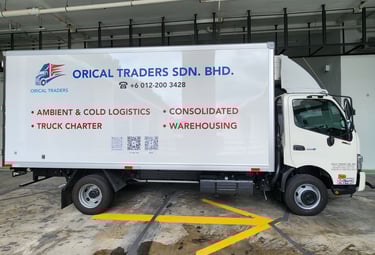 ORICAL TRADERS SDN. BHD.
☎ +6 012-200 3428
ORICAL TRADERS
• AMBIENT & COLD LOGISTICS
• CONSOLIDATED
• TRUCK CHARTER
• WAREHOUSING